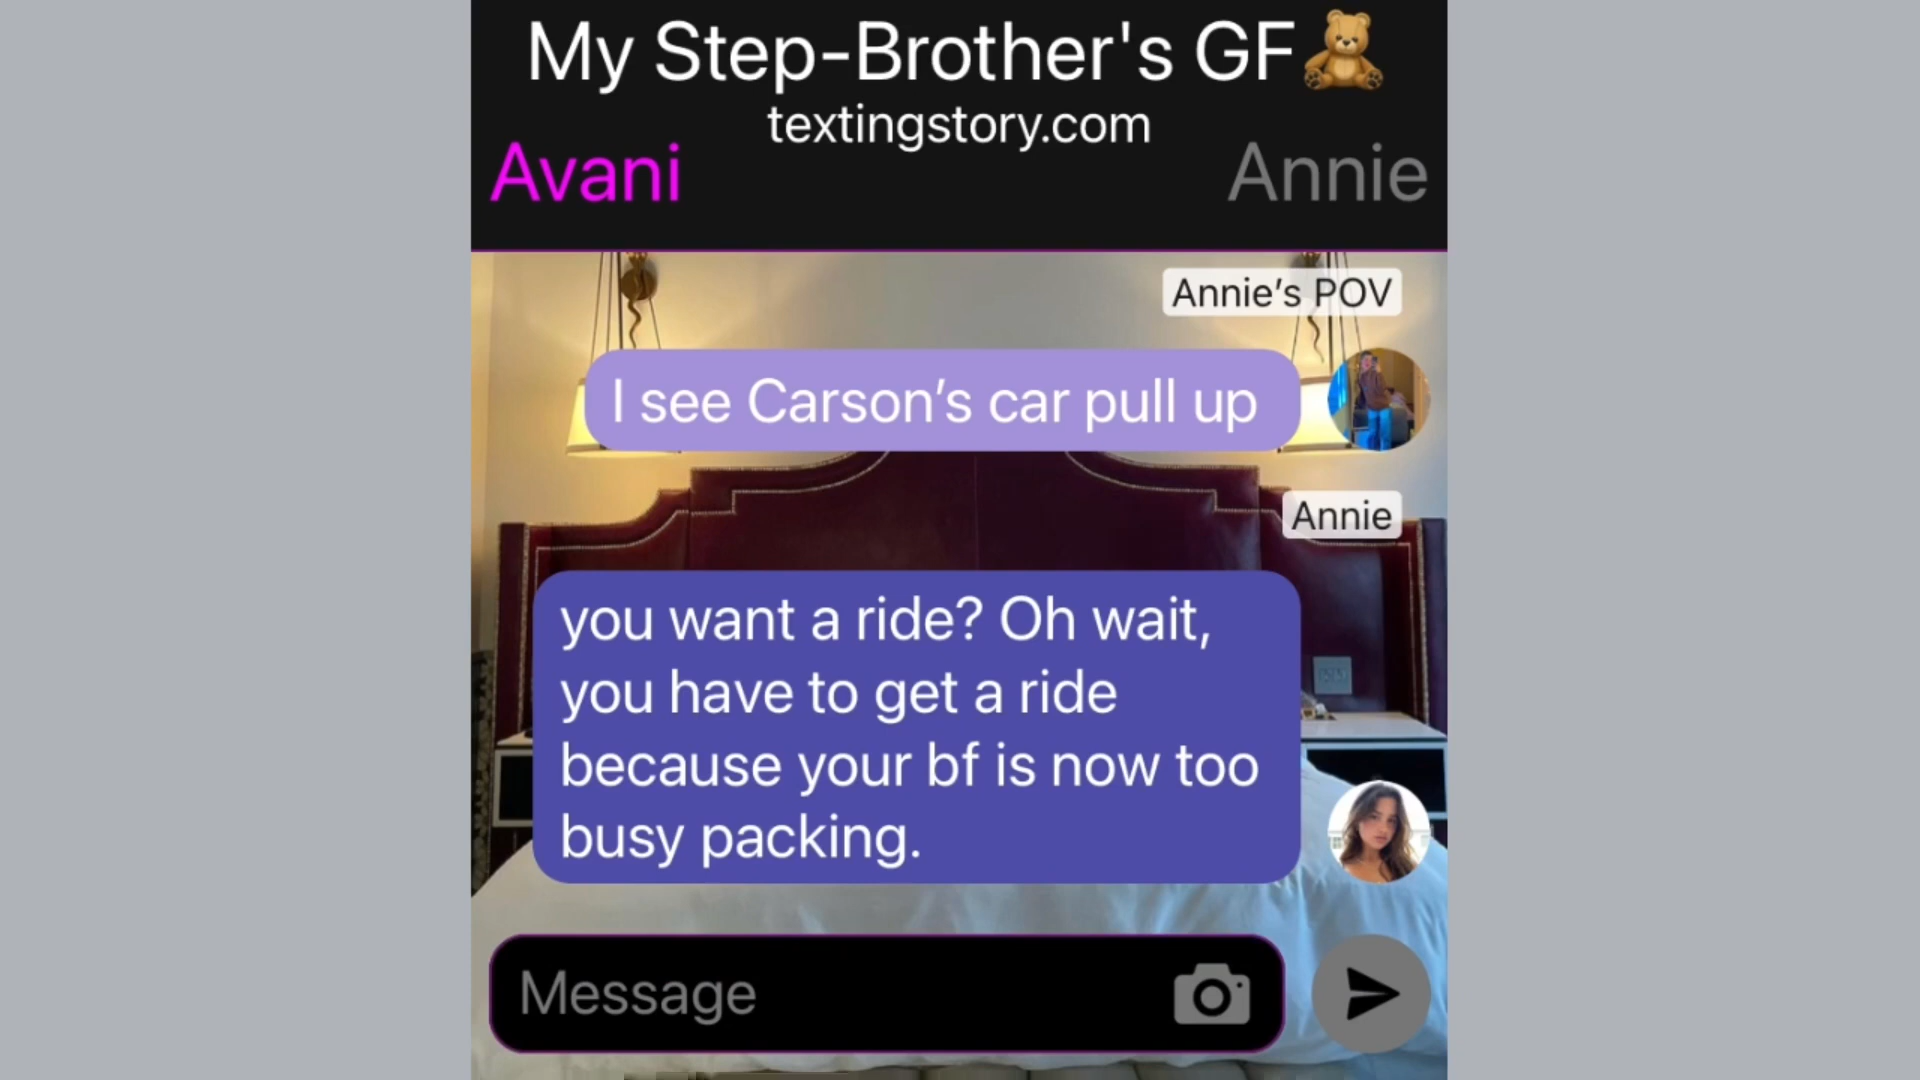 My Step-Brother's GF🧸
textingstory.com
Avani
Annie
Annie’s POV
I see Carson’s car pull up
Annie
you want a ride? Oh wait,
you have to get a ride
because your bf is now too
busy packing.
Message